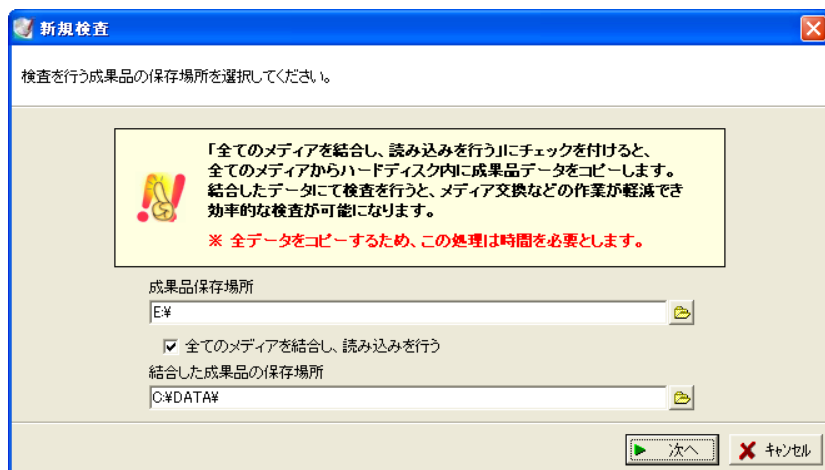 新規検査
検査を行う成果品の保存場所を選択してください。
「全てのメディアを結合し、読み込みを行う」にチェックを付けると、
全てのメディアからハードディスク内に成果品データをコピーします。
結合したデータにて検査を行うと、メディア交換などの作業が軽減でき
効率的な検査が可能になります。
※ 全データをコピーするため、この処理は時間を必要とします。
成果品保存場所
E:¥
全てのメディアを結合し、読み込みを行う
結合した成果品の保存場所
C:¥DATA¥
次へ
キャンセル